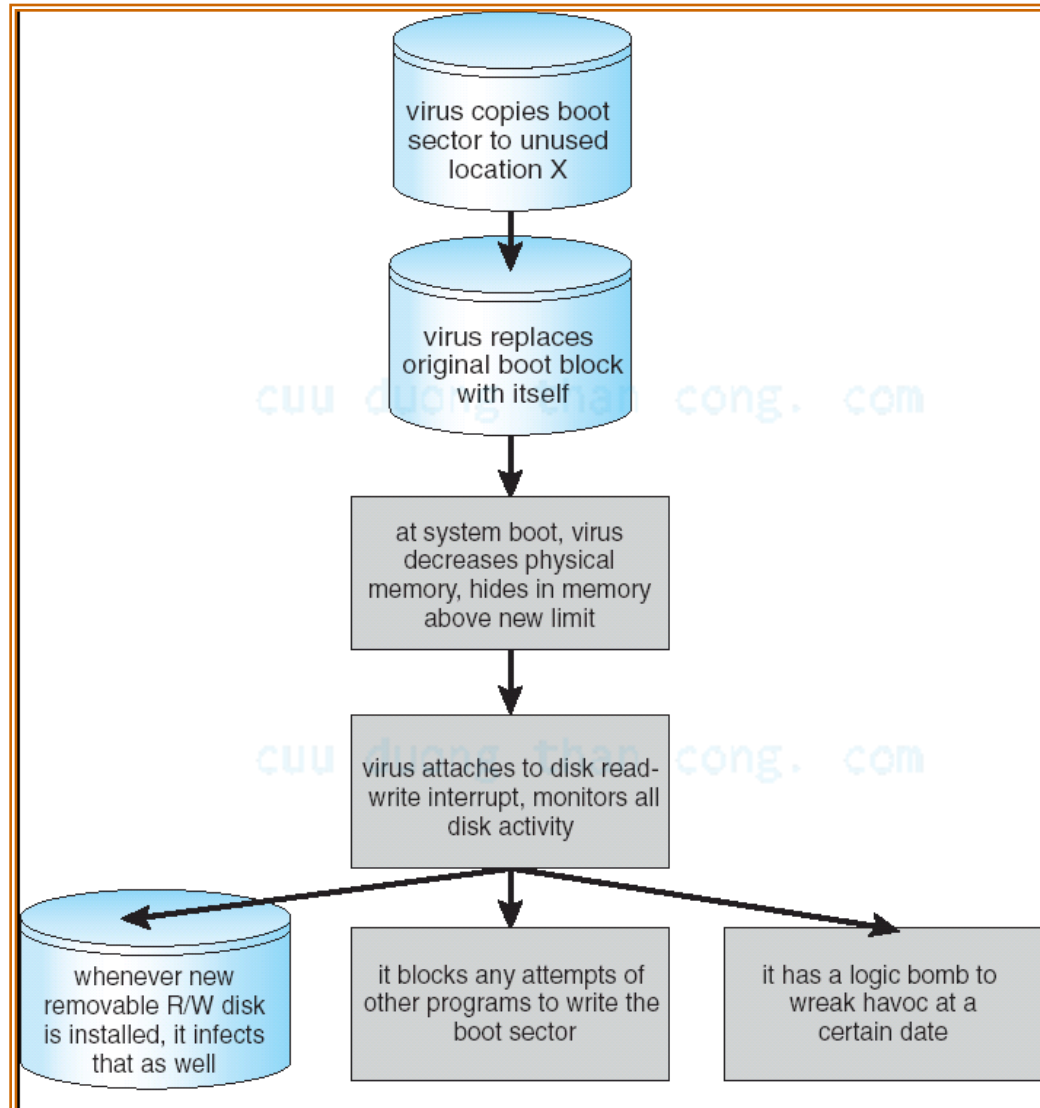 virus copies boot
sector to unused
location X
virus replaces
original boot block
with itself
cuu duong than cong. com
at system boot, virus
decreases physical
memory, hides in memory
above new limit
cuu duong than cong. com
virus attaches to disk read-
write interrupt, monitors all
disk activity
whenever new
removable R/W disk
is installed, it infects
that as well
it blocks any attempts of
other programs to write the
boot sector
it has a logic bomb to
wreak havoc at a
certain date